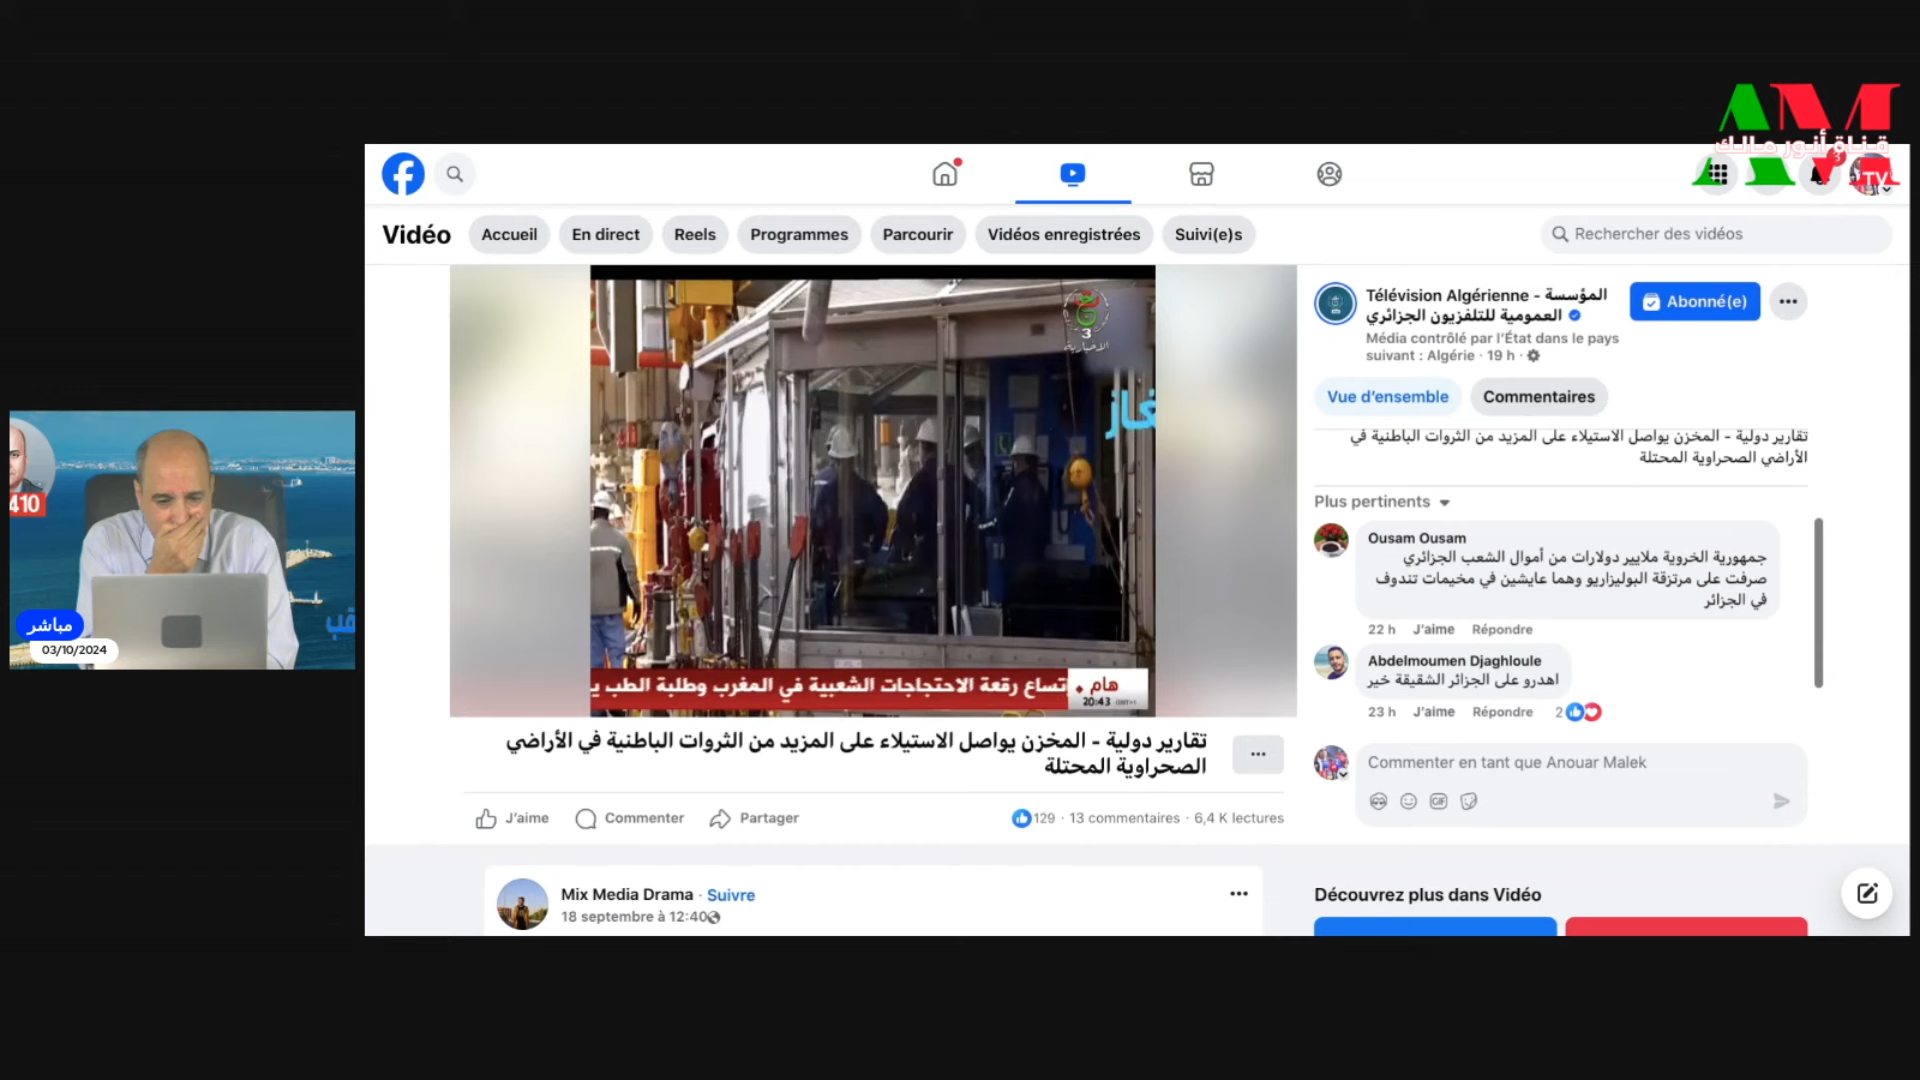 AM
قناة أنور مالك
TV
Vidéo
Accueil
En direct
Reels
Programmes
Parcourir
Vidéos enregistrées
Suivi(e)s
Rechercher des vidéos
3
الاخبارية
غاز
هام
20:43
اتساع رقعة الاحتجاجات الشعبية في المغرب وطلبة الطب
تقارير دولية - المخزن يواصل الاستيلاء على المزيد من الثروات الباطنية في الأراضي
الصحراوية المحتلة
J'aime
Commenter
Partager
129 · 13 commentaires · 6,4 K lectures
Mix Media Drama · Suivre
18 septembre à 12:40
Télévision Algérienne - المؤسسة
العمومية للتلفزيون الجزائري
Abonné(e)
Média contrôlé par l'État dans le pays
suivant : Algérie · 19 h ·
Vue d'ensemble
Commentaires
تقارير دولية - المخزن يواصل الاستيلاء على المزيد من الثروات الباطنية في
الأراضي الصحراوية المحتلة
Plus pertinents
Ousam Ousam
جمهورية الخروية ملايير دولارات من أموال الشعب الجزائري
صرفت على مرتزقة البوليزاريو وهما عايشين في مخيمات تندوف
في الجزائر
22 h J'aime Répondre
Abdelmoumen Djaghloule
اهدرو على الجزائر الشقيقة خير
23 h J'aime Répondre 2
Commenter en tant que Anouar Malek
GIF
Découvrez plus dans Vidéo
410
مباشر
03/10/2024